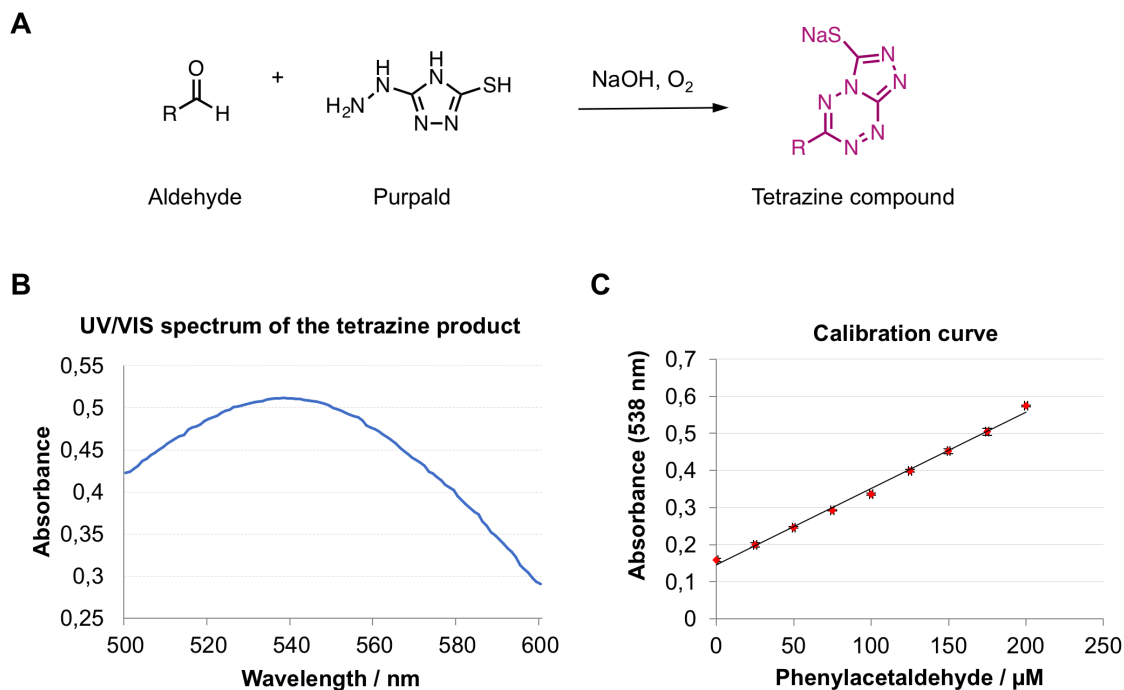 A
O
R
H
+
H2N
H
N
H
N
N
N
SH
NaOH, O2
NaS
N
N
N
N
N
N
R
Aldehyde
Purpald
Tetrazine compound
B
UV/VIS spectrum of the tetrazine product
0,55
0,5
0,45
0,4
0,35
0,3
0,25
Absorbance
500
520
540
560
580
600
Wavelength / nm
C
Calibration curve
0,7
0,6
0,5
0,4
0,3
0,2
0,1
0
Absorbance (538 nm)
0
50
100
150
200
250
Phenylacetaldehyde / µM